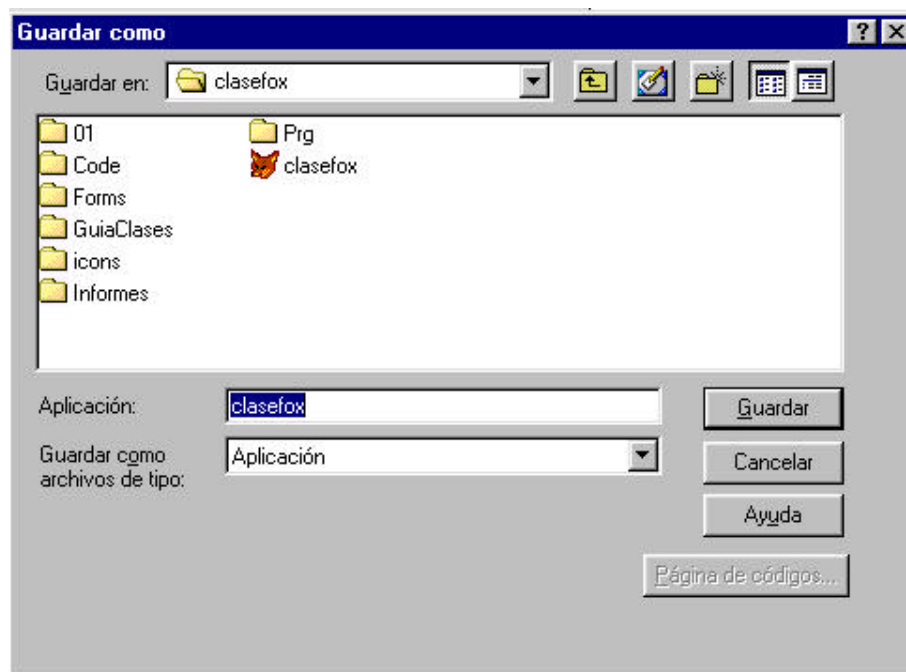 Guardar como
Guardar en: clasefox
01 Prg
Code clasefox
Forms
GuiaClases
icons
Informes
Aplicación: clasefox Guardar
Guardar como archivos de tipo: Aplicación Cancelar
Ayuda
Página de códigos...